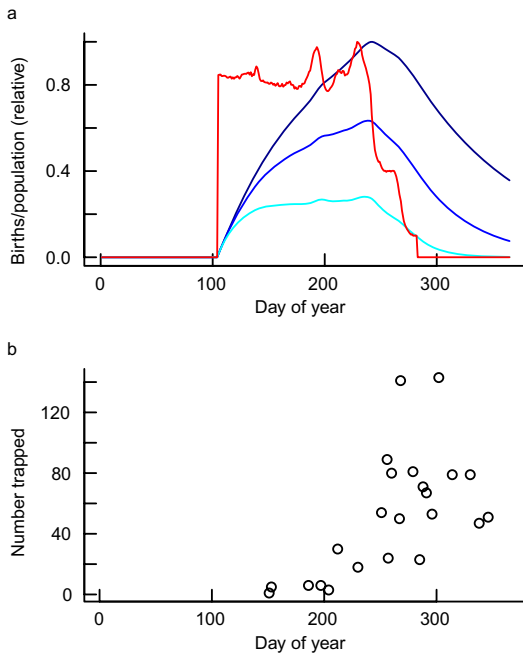 a
Births/population (relative)
0.8
0.4
0.0
0 100 200 300
Day of year
b
Number trapped
120
80
40
0
0 100 200 300
Day of year